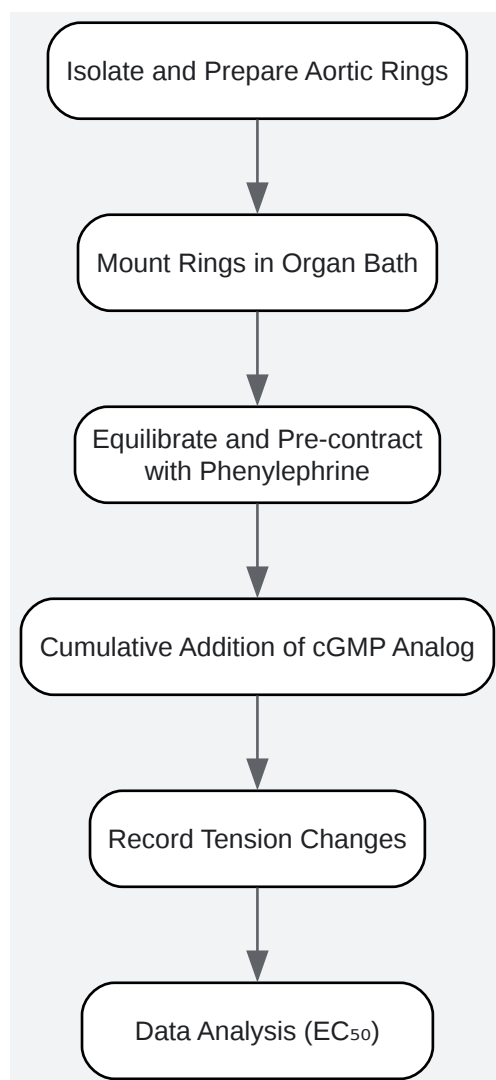 Isolate and Prepare Aortic Rings
Mount Rings in Organ Bath
Equilibrate and Pre-contract
with Phenylephrine
Cumulative Addition of cGMP Analog
Record Tension Changes
Data Analysis (EC₅₀)